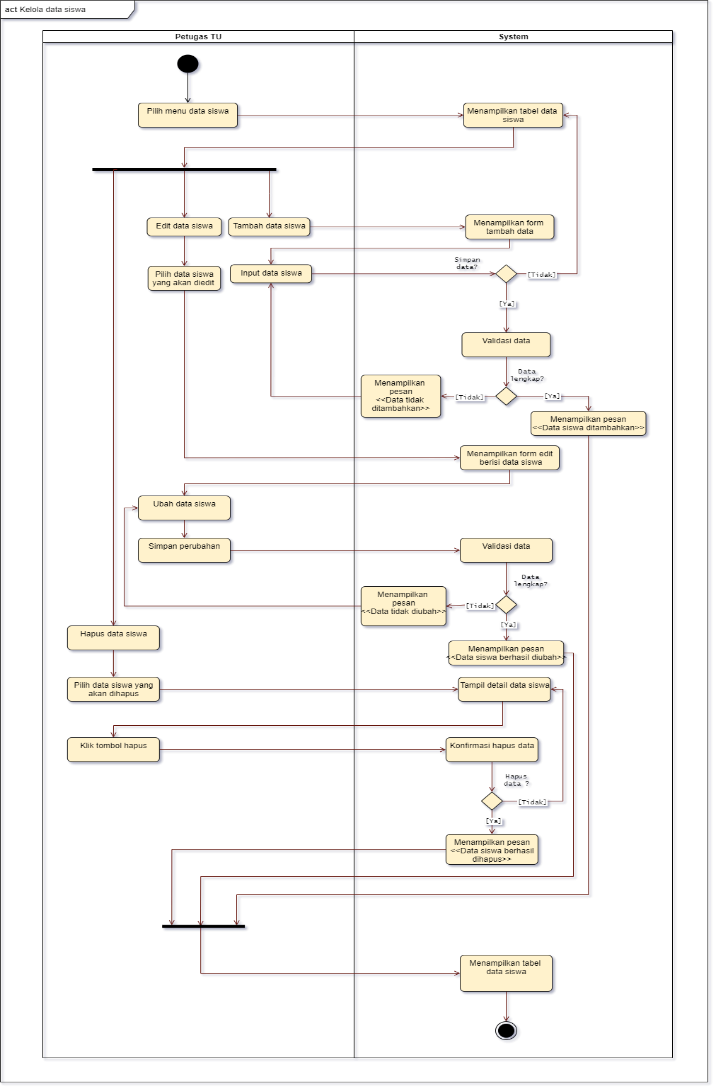 act Kelola data siswa
Petugas TU
System
Pilih menu data siswa
Menampilkan tabel data
siswa
Edit data siswa
Tambah data siswa
Menampilkan form
tambah data
Pilih data siswa
yang akan diedit
Input data siswa
Simpan
data?
[Tidak]
[Ya]
Validasi data
Data
lengkap?
Menampilkan
pesan
<<Data tidak
ditambahkan>>
[Tidak]
[Ya]
Menampilkan pesan
<<Data siswa ditambahkan>>
Menampilkan form edit
berisi data siswa
Ubah data siswa
Simpan perubahan
Validasi data
Data
lengkap?
Menampilkan
pesan
<<Data tidak diubah>>
[Tidak]
[Ya]
Hapus data siswa
Menampilkan pesan
<<Data siswa berhasil diubah>>
Pilih data siswa yang
akan dihapus
Tampil detail data siswa
Klik tombol hapus
Konfirmasi hapus data
Hapus
data ?
[Tidak]
[Ya]
Menampilkan pesan
<<Data siswa berhasil
dihapus>>
Menampilkan tabel
data siswa